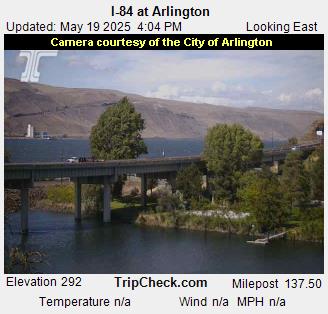 I-84 at Arlington
Updated: May 19 2025 4:04 PM Looking East
Camera courtesy of the City of Arlington
Elevation 292 TripCheck.com Milepost 137.50
Temperature n/a Wind n/a MPH n/a